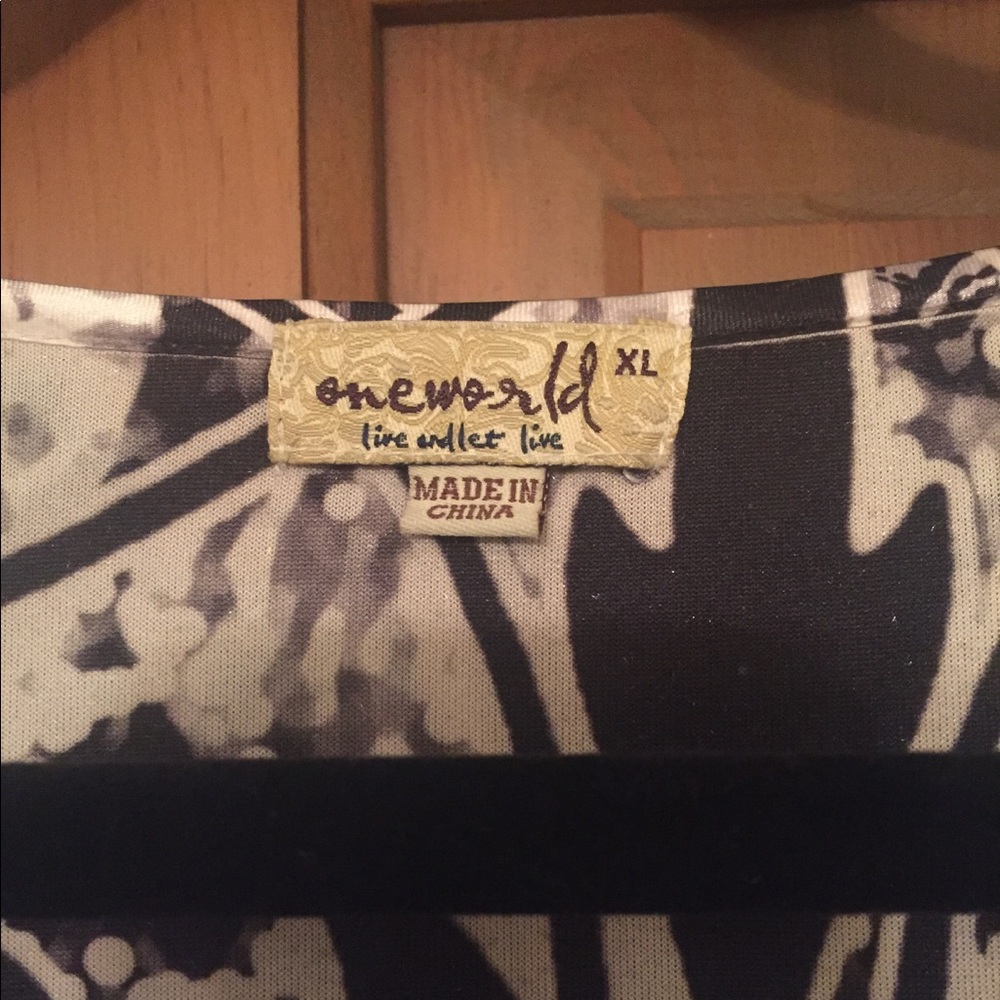 oneworld XL
live and let live
MADE IN
CHINA